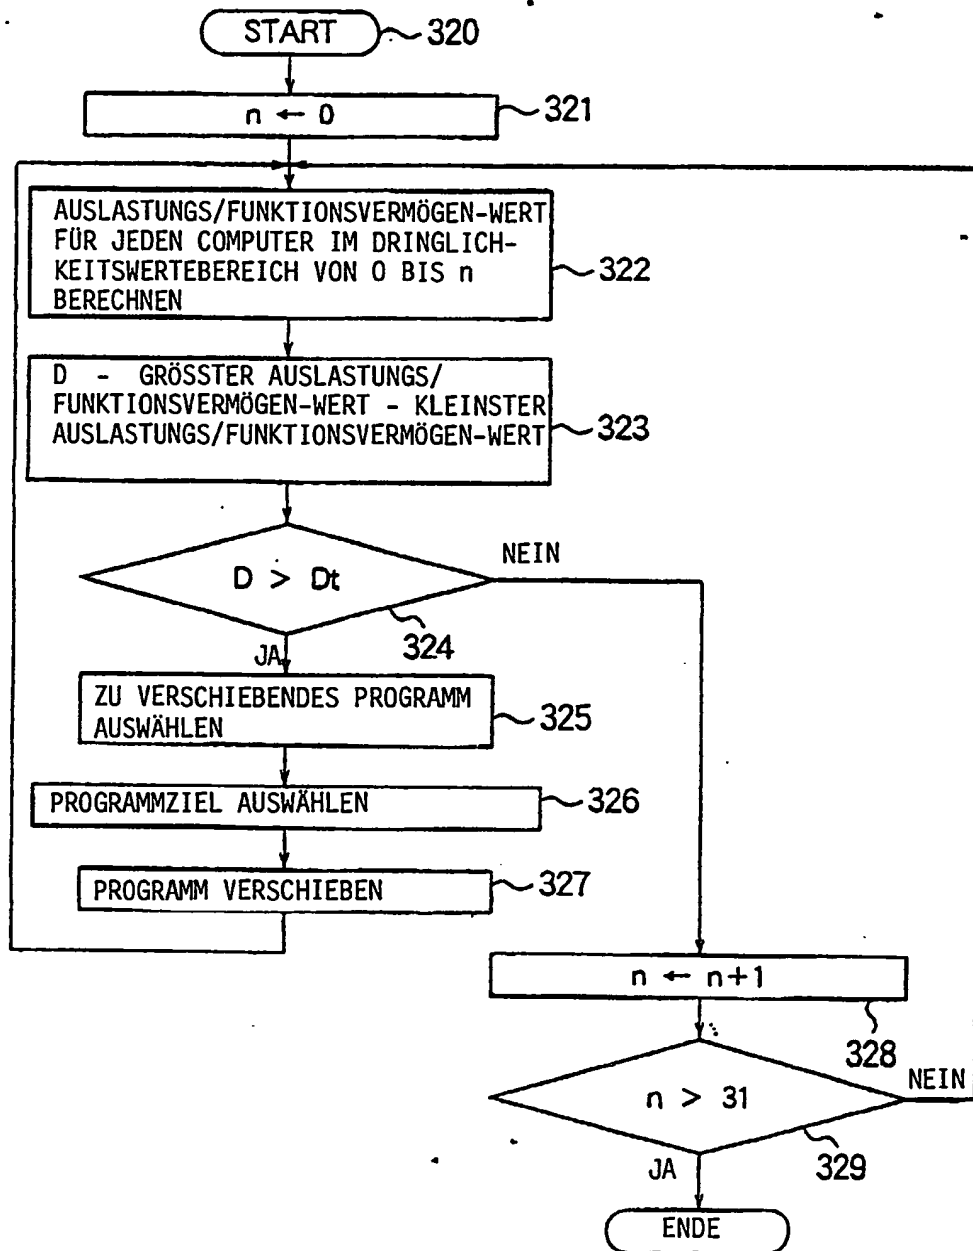 START
320
n ← 0
321
AUSLASTUNGS/FUNKTIONSVERMÖGEN-WERT
FÜR JEDEN COMPUTER IM DRINGLICH-
KEITSWERTEBEREICH VON 0 BIS n
BERECHNEN
322
D - GRÖSSTER AUSLASTUNGS/
FUNKTIONSVERMÖGEN-WERT - KLEINSTER
AUSLASTUNGS/FUNKTIONSVERMÖGEN-WERT
323
D > Dt
NEIN
324
JA
ZU VERSCHIEBENDES PROGRAMM
AUSWÄHLEN
325
PROGRAMMZIEL AUSWÄHLEN
326
PROGRAMM VERSCHIEBEN
327
n ← n+1
328
n > 31
NEIN
329
JA
ENDE